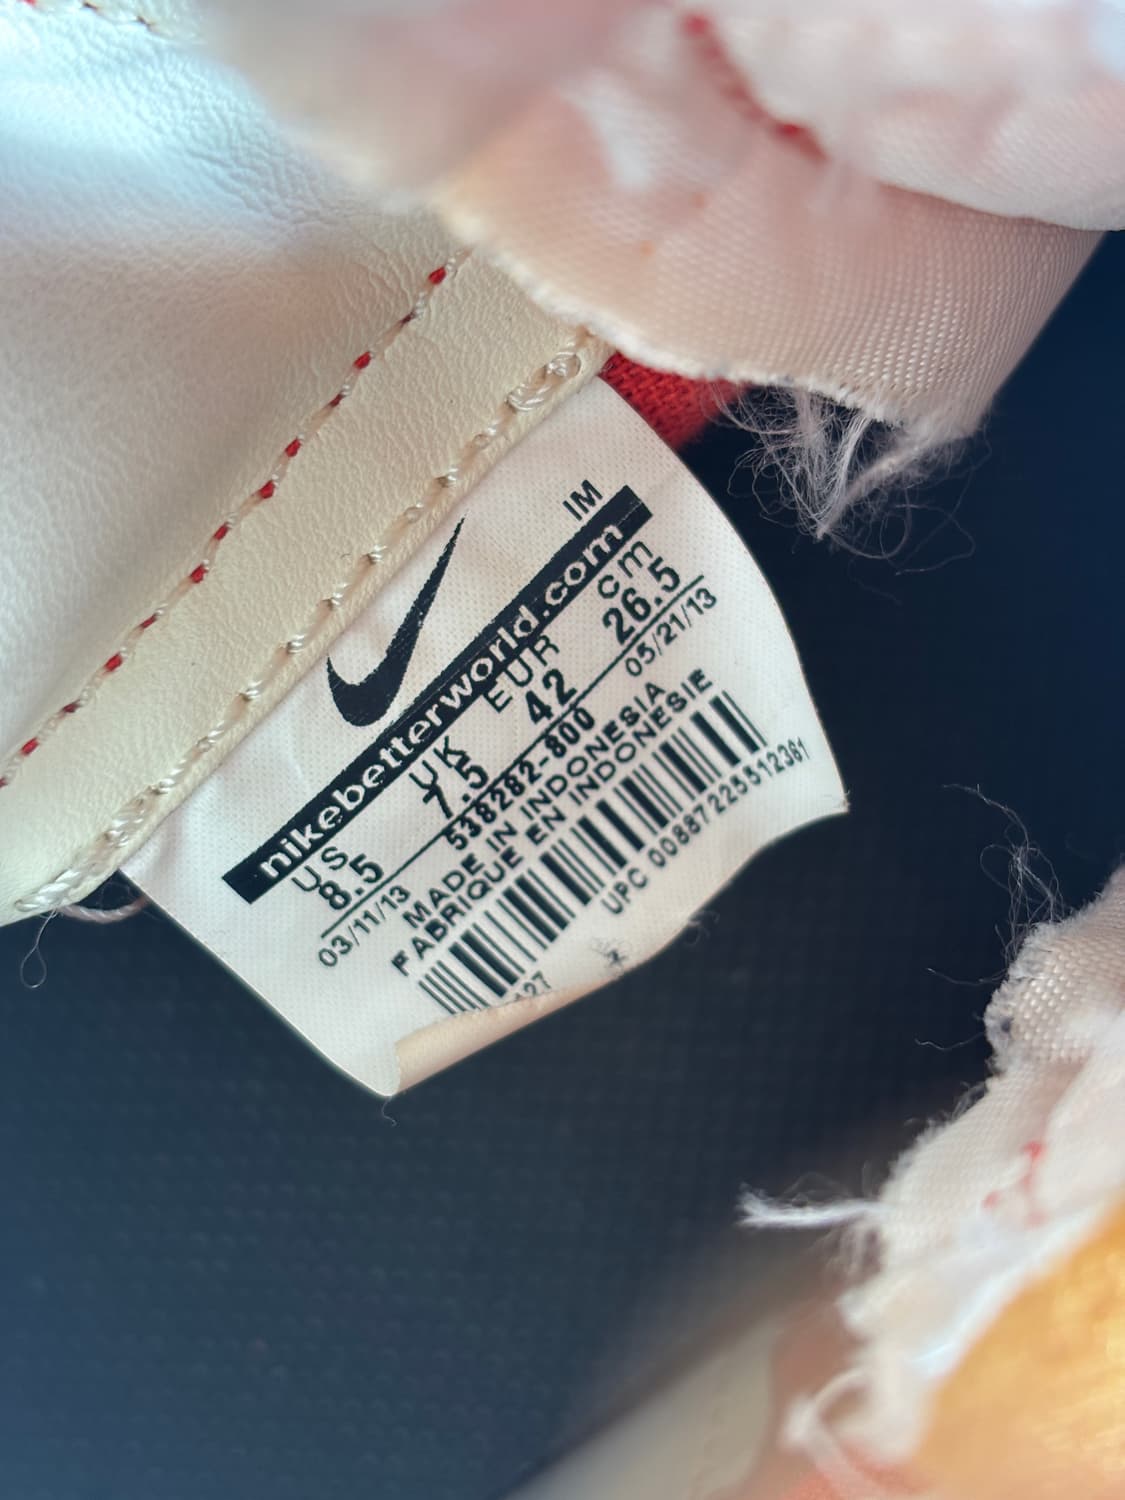 IM
nikebetterworld.com
US UK EUR cm
8.5 7.5 42 26.5
03/11/13 538282-800 05/21/13
MADE IN INDONESIA
FABRIQUE EN INDONESIE
UPC 00887225512361
127